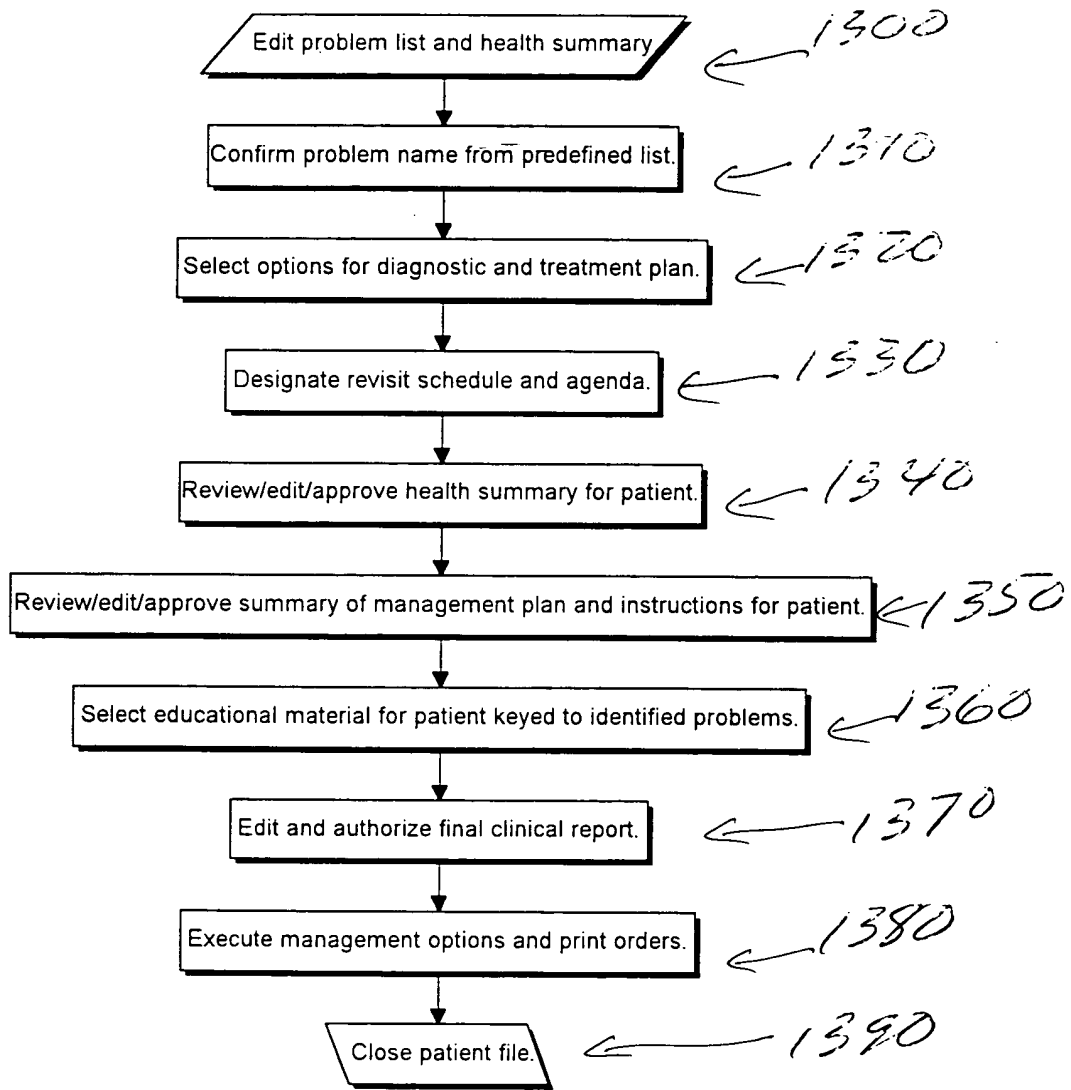 Edit problem list and health summary 1300
Confirm problem name from predefined list. 1310
Select options for diagnostic and treatment plan. 1320
Designate revisit schedule and agenda. 1330
Review/edit/approve health summary for patient. 1340
Review/edit/approve summary of management plan and instructions for patient. 1350
Select educational material for patient keyed to identified problems. 1360
Edit and authorize final clinical report. 1370
Execute management options and print orders. 1380
Close patient file. 1390